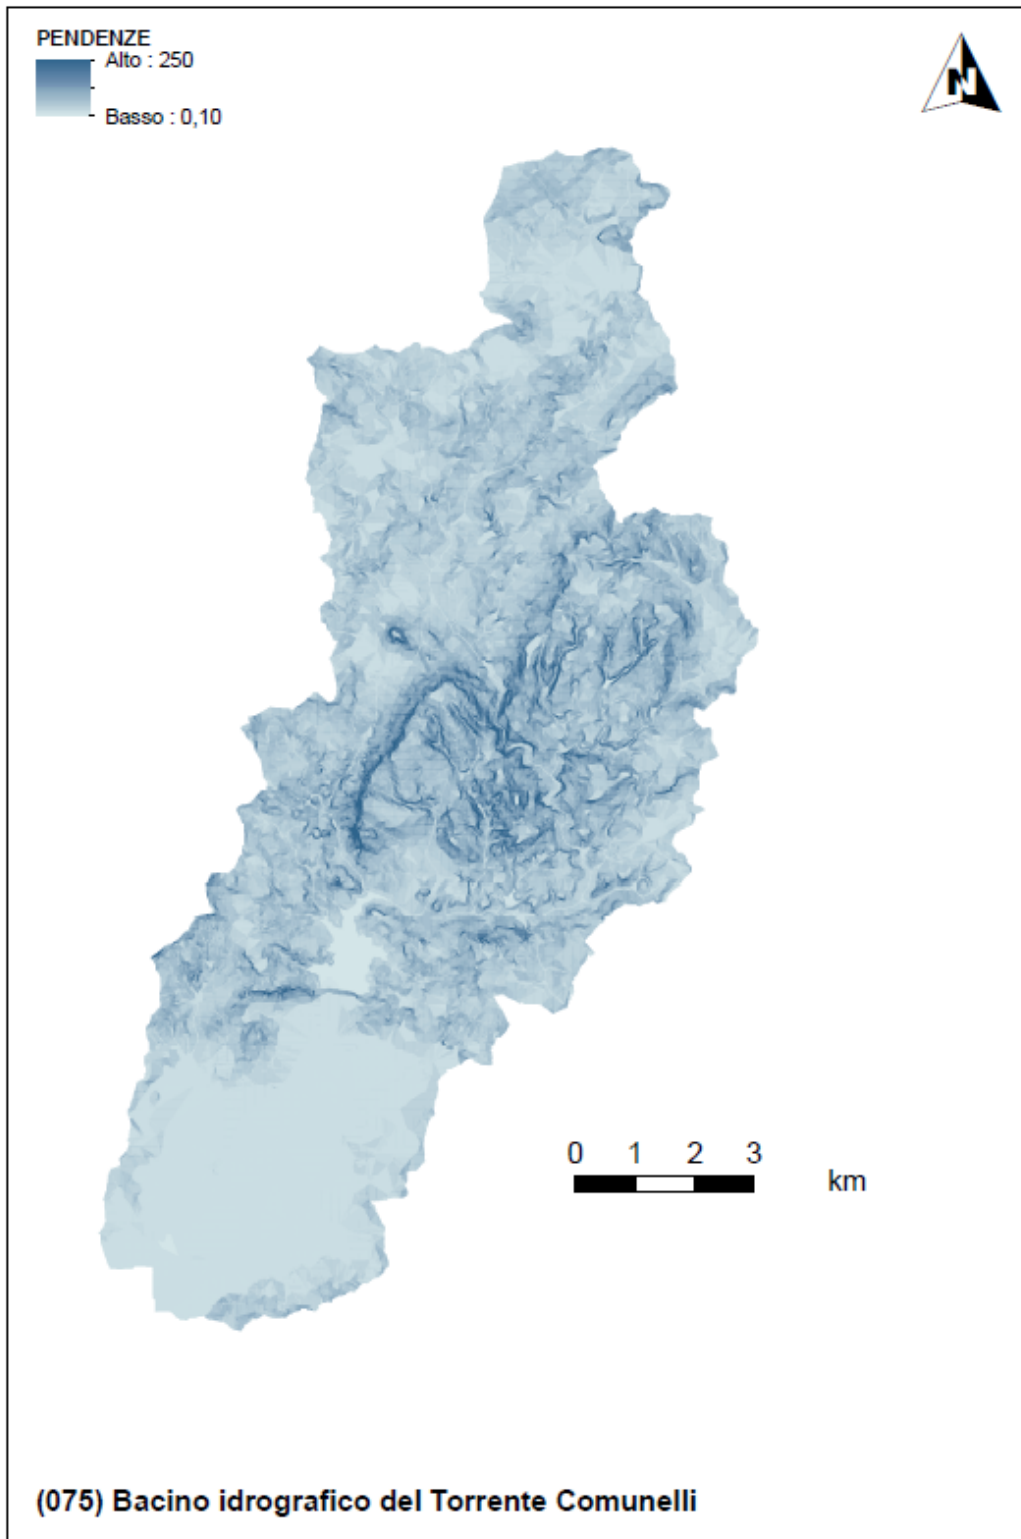 PENDENZE
Alto : 250
Basso : 0,10
N
0 1 2 3
km
(075) Bacino idrografico del Torrente Comunelli